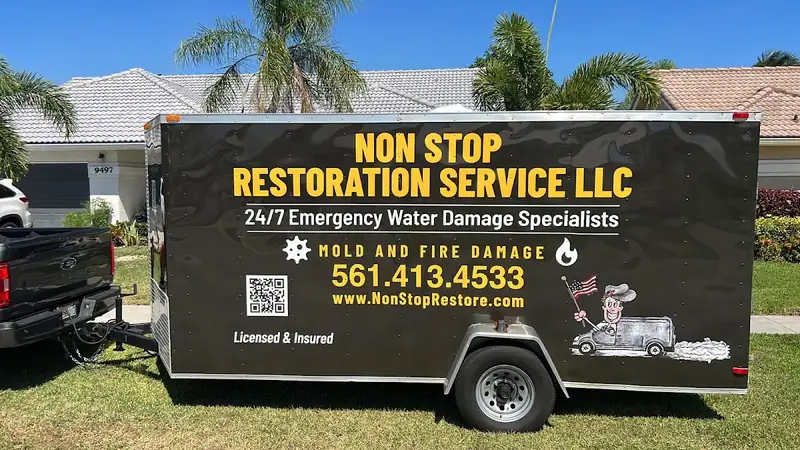 9497
NON STOP
RESTORATION SERVICE LLC
24/7 Emergency Water Damage Specialists
MOLD AND FIRE DAMAGE
561.413.4533
www.NonStopRestore.com
Licensed & Insured